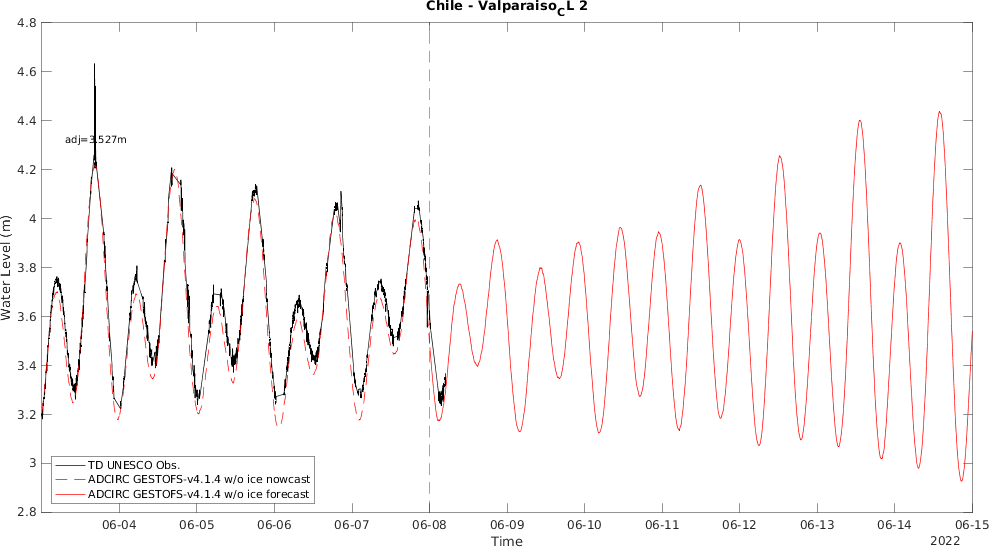 Chile - Valparaiso_CL 2
Water Level (m)
4.8
4.6
4.4
4.2
4
3.8
3.6
3.4
3.2
3
2.8
adj=3.527m
TD UNESCO Obs.
ADCIRC GESTOFS-v4.1.4 w/o ice nowcast
ADCIRC GESTOFS-v4.1.4 w/o ice forecast
06-04 06-05 06-06 06-07 06-08 06-09 06-10 06-11 06-12 06-13 06-14 06-15
Time
2022